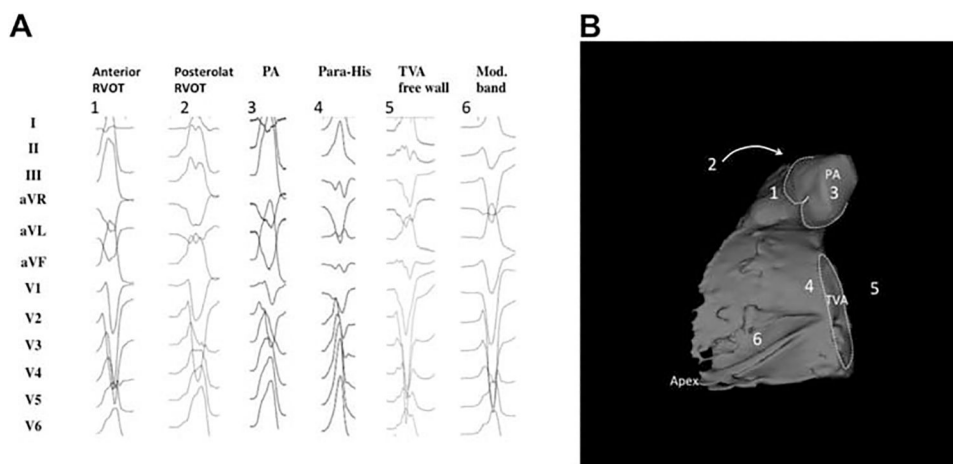 A
B
Anterior RVOT
Posterolat RVOT
PA
Para-His
TVA free wall
Mod. band
1
2
3
4
5
6
I
II
III
aVR
aVL
aVF
V1
V2
V3
V4
V5
V6
2
PA
1
3
4
TVA
5
6
Apex